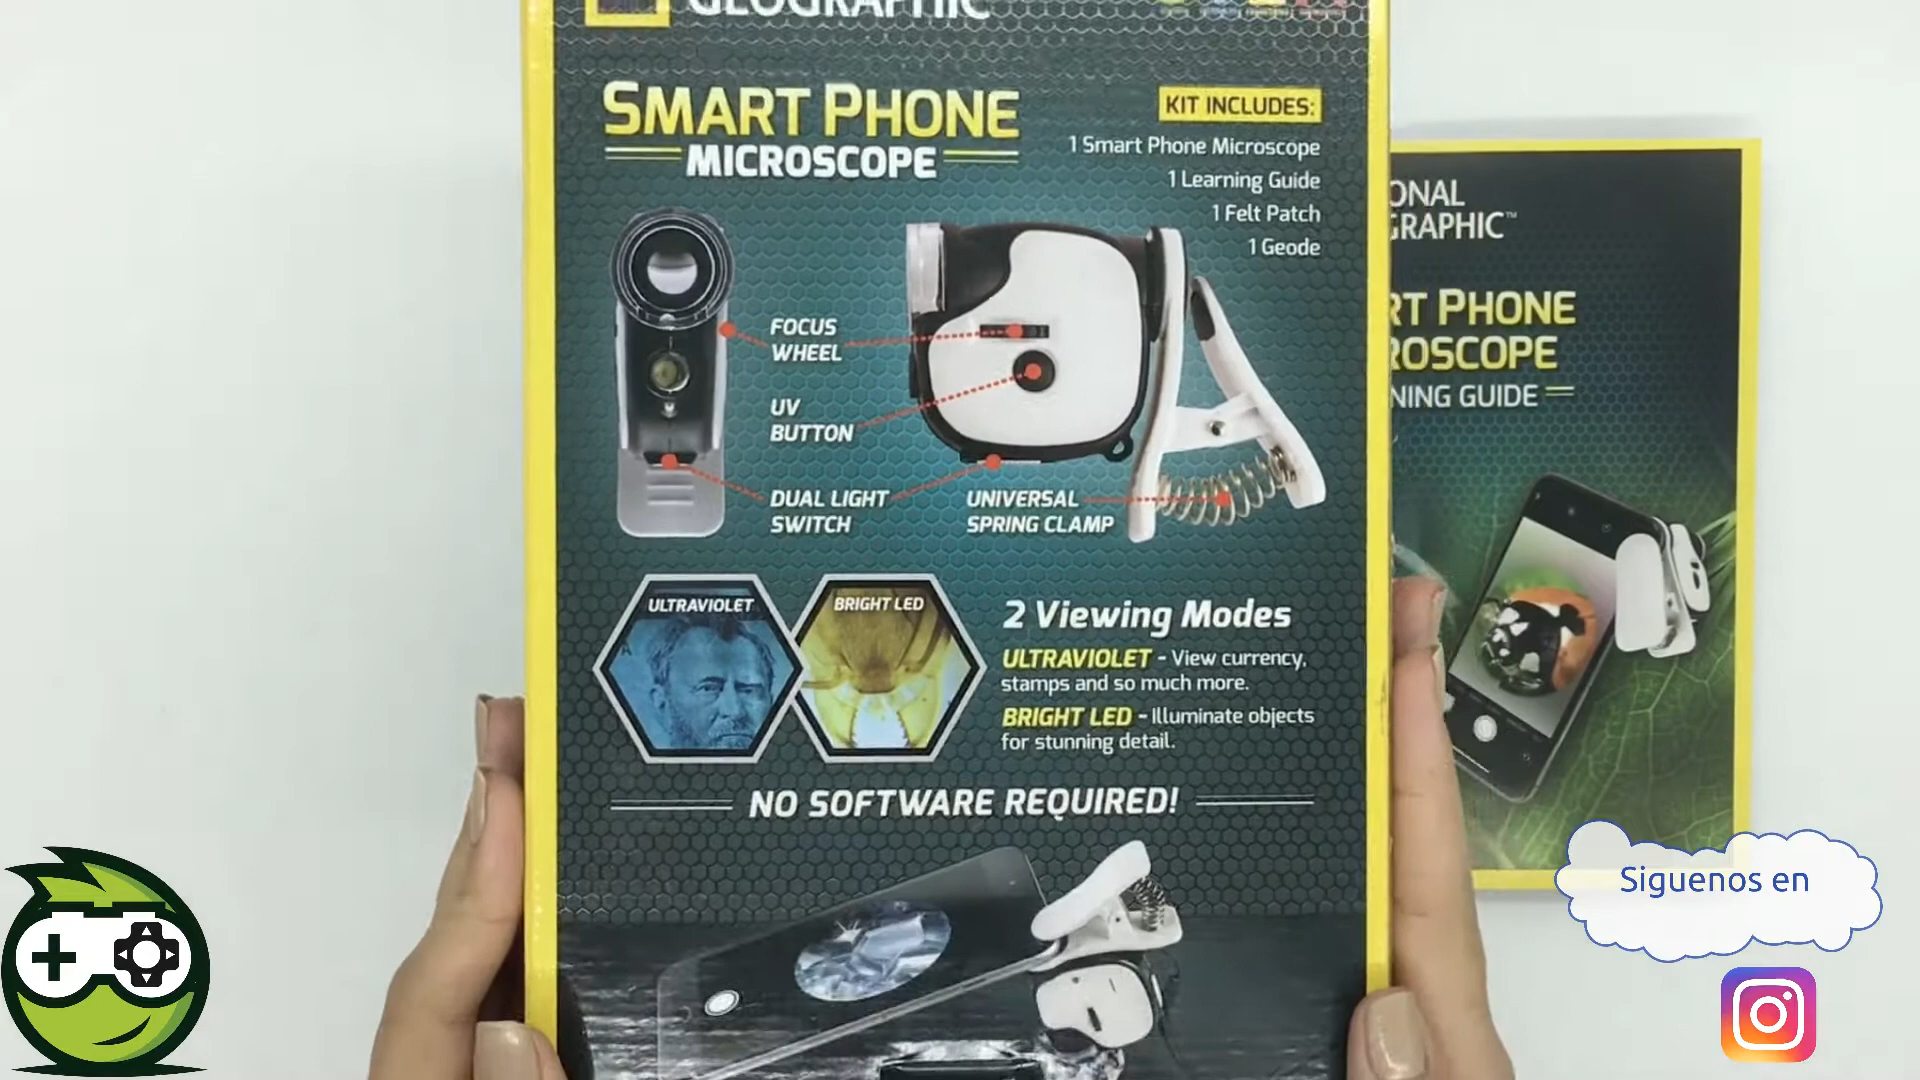 GEOGRAPHIC
SMART PHONE
MICROSCOPE
KIT INCLUDES:
1 Smart Phone Microscope
1 Learning Guide
1 Felt Patch
1 Geode
FOCUS
WHEEL
UV
BUTTON
DUAL LIGHT
SWITCH
UNIVERSAL
SPRING CLAMP
ULTRAVIOLET
BRIGHT LED
2 Viewing Modes
ULTRAVIOLET - View currency,
stamps and so much more.
BRIGHT LED - Illuminate objects
for stunning detail.
NO SOFTWARE REQUIRED!
ONAL
GRAPHIC™
RT PHONE
ROSCOPE
NING GUIDE
Siguenos en